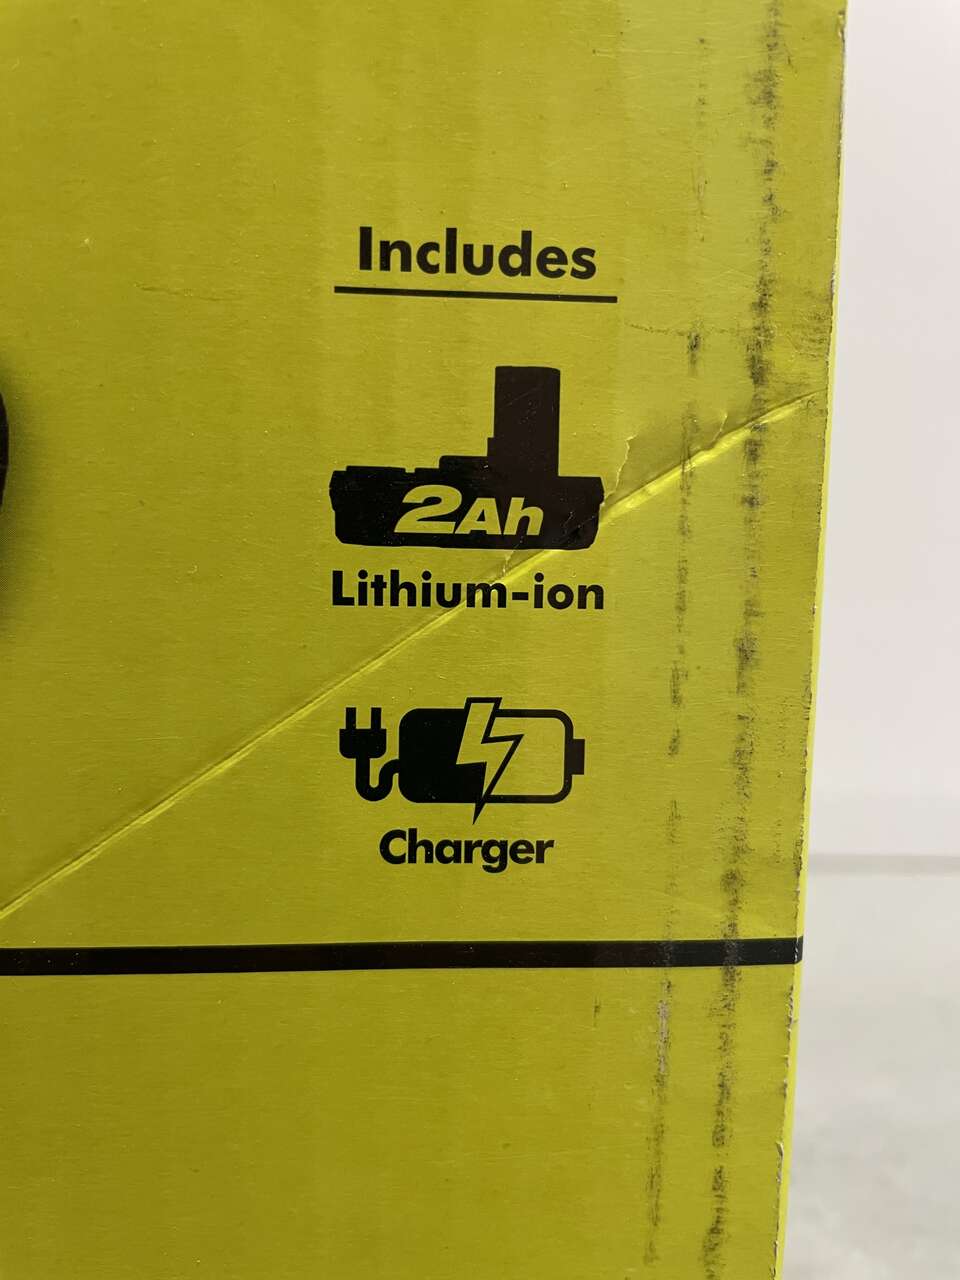 Includes
2Ah
Lithium-ion
Charger